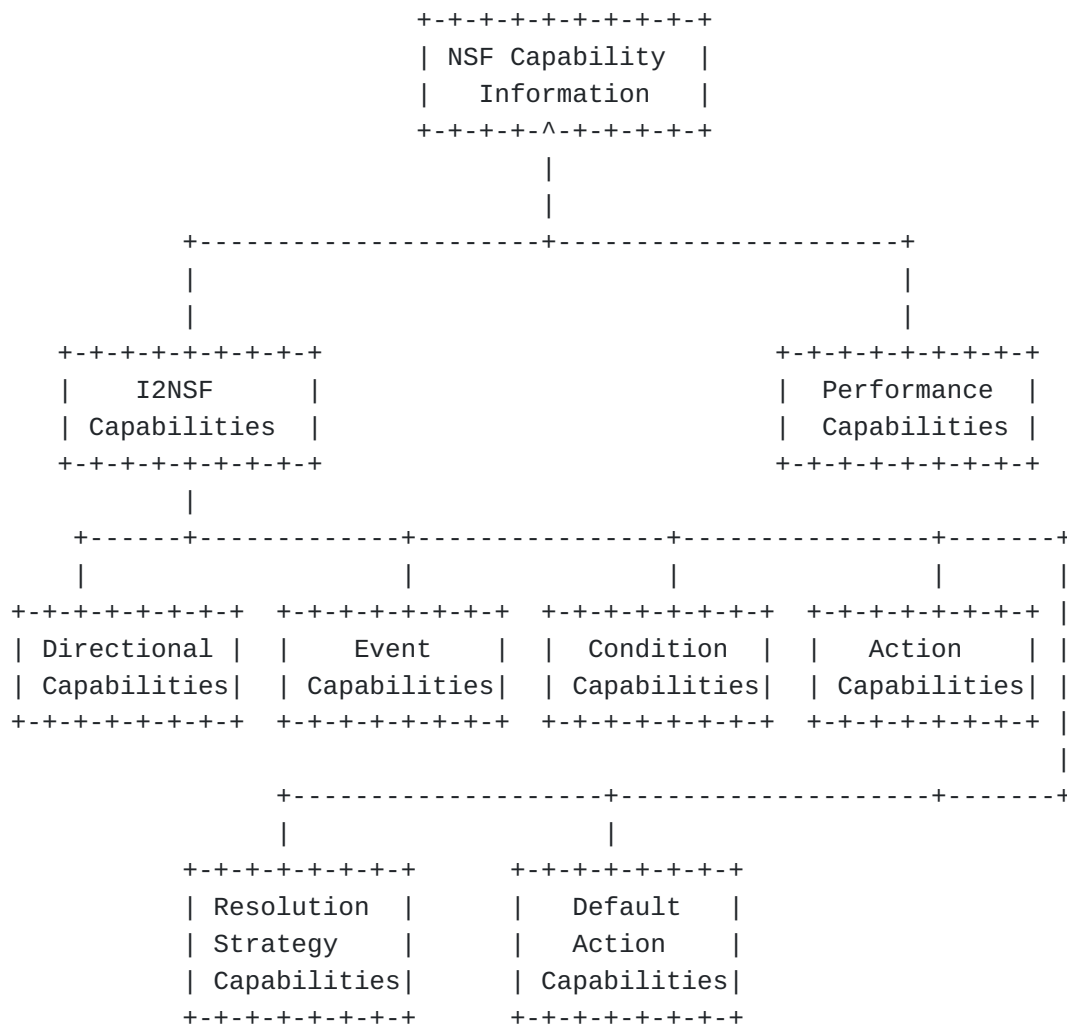 +-+-+-+-+-+-+-+-+-+
| NSF Capability  |
|   Information   |
+-+-+-+-^-+-+-+-+-+
|
|
+----------------------+----------------------+
|                                             |
|                                             |
+-+-+-+-+-+-+-+-+                             +-+-+-+-+-+-+-+-+
|    I2NSF      |                             |  Performance  |
| Capabilities  |                             |  Capabilities |
+-+-+-+-+-+-+-+-+                             +-+-+-+-+-+-+-+-+
|
+------+-------------+----------------+----------------+-------+
|                    |                |                |       |
+-+-+-+-+-+-+-+  +-+-+-+-+-+-+-+  +-+-+-+-+-+-+-+  +-+-+-+-+-+-+-+ |
| Directional |  |    Event    |  |  Condition  |  |   Action    | |
| Capabilities|  | Capabilities|  | Capabilities|  | Capabilities| |
+-+-+-+-+-+-+-+  +-+-+-+-+-+-+-+  +-+-+-+-+-+-+-+  +-+-+-+-+-+-+-+ |
|
+--------------------+--------------------+-------+
|                    |
+-+-+-+-+-+-+-+      +-+-+-+-+-+-+-+
| Resolution  |      |   Default   |
| Strategy    |      |   Action    |
| Capabilities|      | Capabilities|
+-+-+-+-+-+-+-+      +-+-+-+-+-+-+-+